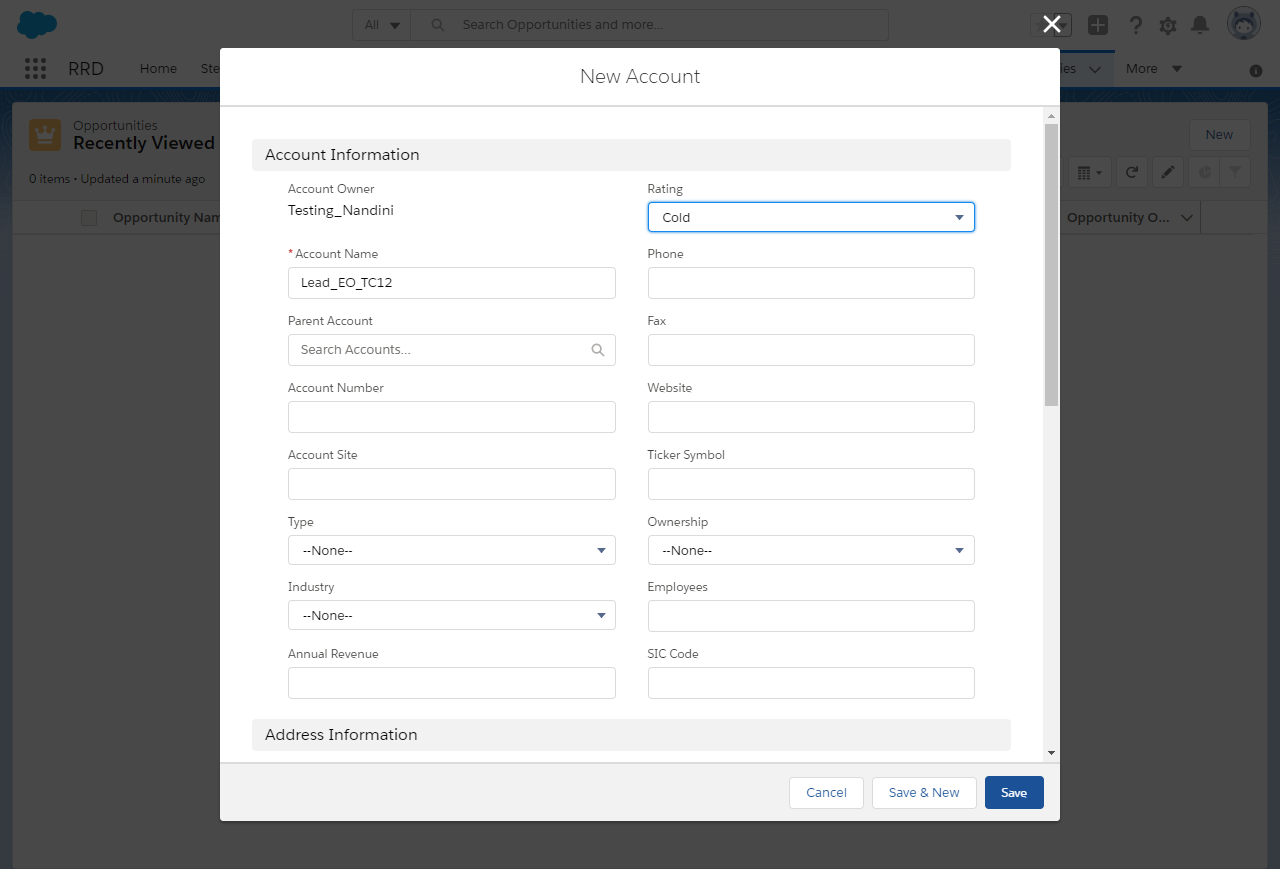 All
Search Opportunities and more...
RRD
Home
Ste
ies
More
New Account
Opportunities
Recently Viewed
New
0 items • Updated a minute ago
Opportunity Nam
Opportunity O...
Account Information
Account Owner
Testing_Nandini
Rating
Cold
*Account Name
Lead_EO_TC12
Phone
Parent Account
Search Accounts...
Fax
Account Number
Website
Account Site
Ticker Symbol
Type
--None--
Ownership
--None--
Industry
--None--
Employees
Annual Revenue
SIC Code
Address Information
Cancel
Save & New
Save